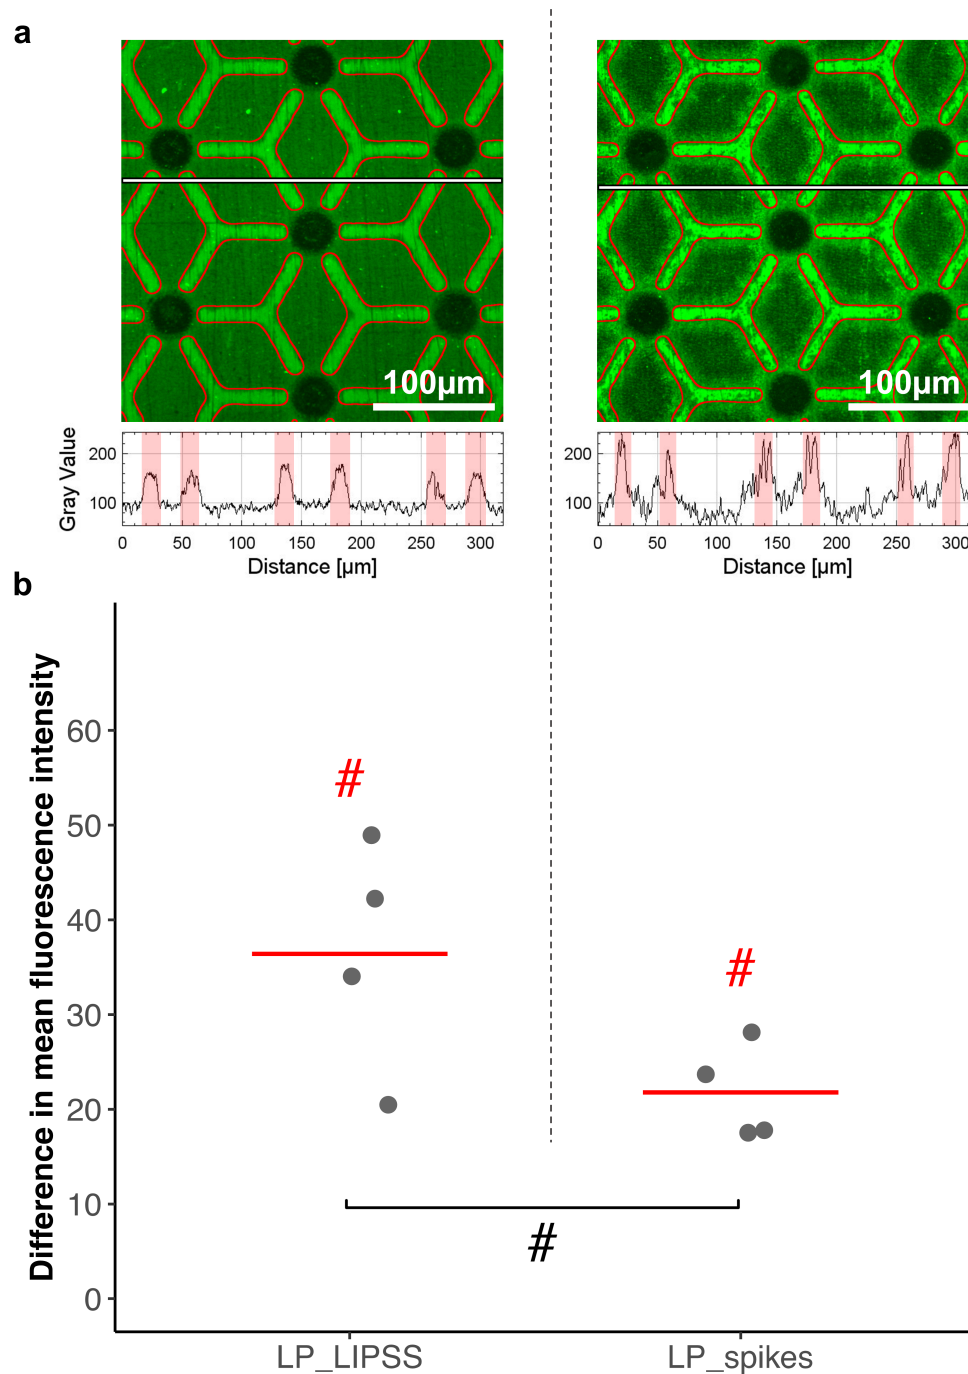 a
100µm
100µm
Gray Value
200
100
0 50 100 150 200 250 300
Distance [µm]
200
100
0 50 100 150 200 250 300
Distance [µm]
b
Difference in mean fluorescence intensity
60
50
40
30
20
10
0
#
#
#
LP_LIPSS
LP_spikes